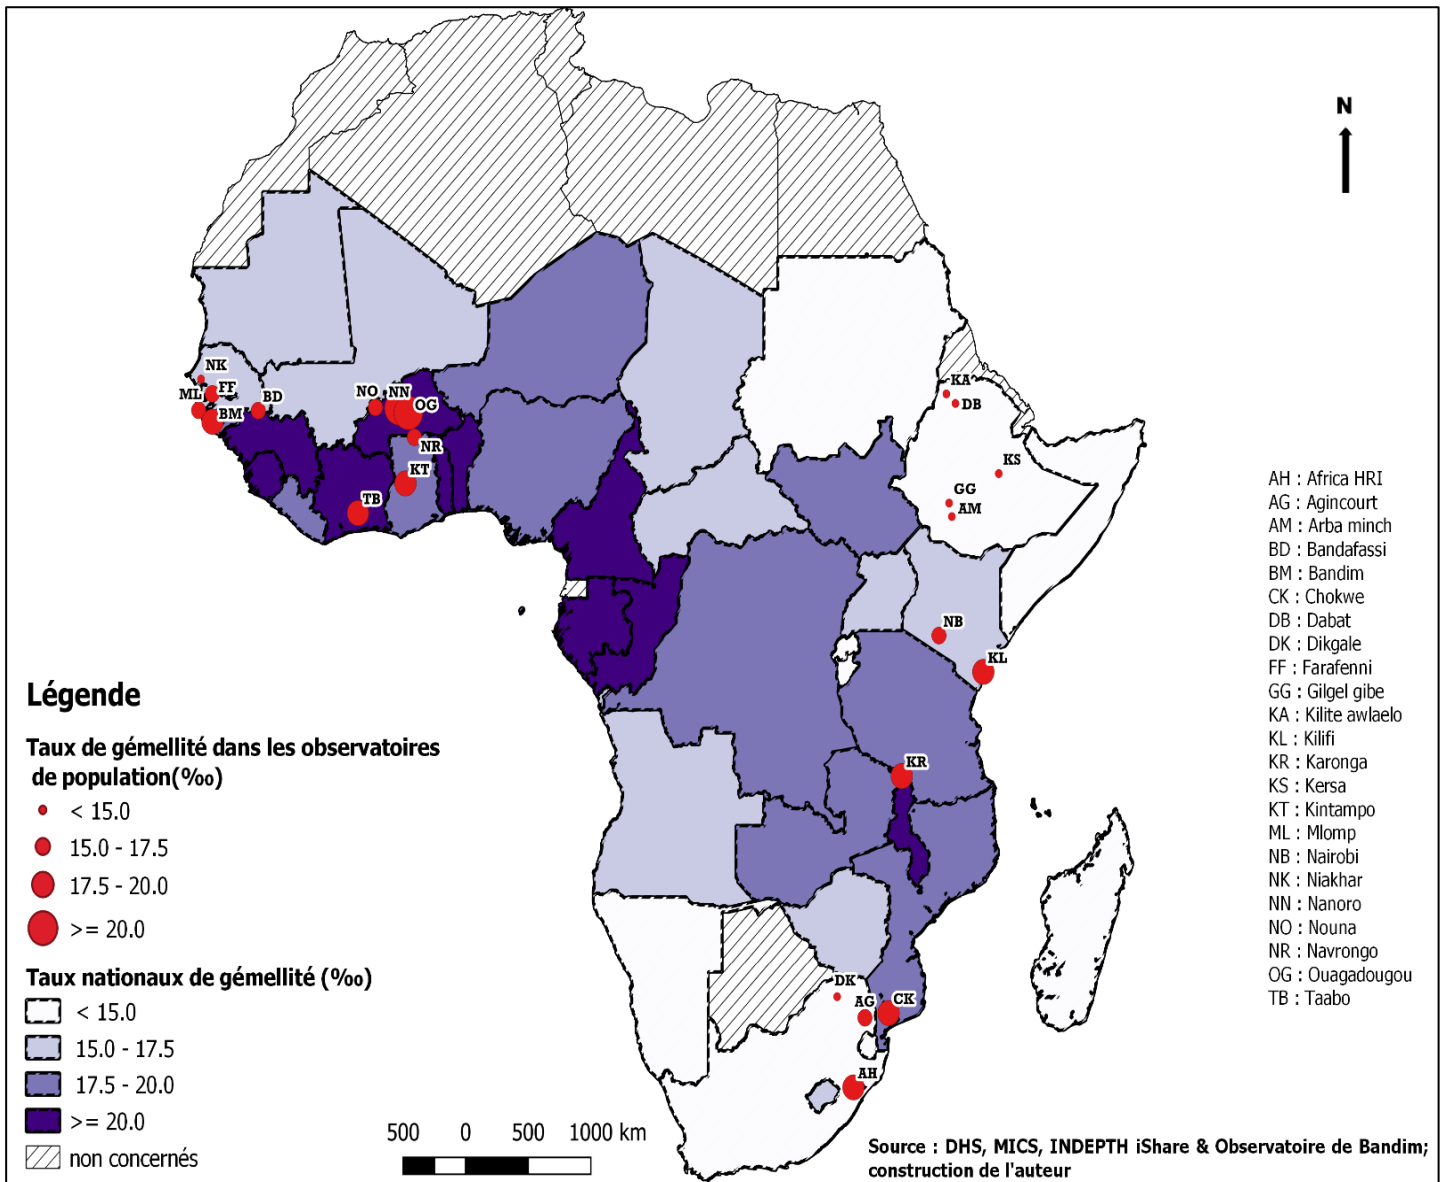 N
NK
ML
FF
BM
BD
NO
NN
OG
NR
KT
TB
KA
DB
KS
GG
AM
NB
KL
KR
DK
AG
CK
AH
AH : Africa HRI
AG : Agincourt
AM : Arba minch
BD : Bandafassi
BM : Bandim
CK : Chokwe
DB : Dabat
DK : Dikgale
FF : Farafenni
GG : Gilgel gibe
KA : Kilite awlaelo
KL : Kilifi
KR : Karonga
KS : Kersa
KT : Kintampo
ML : Mlomp
NB : Nairobi
NK : Niakhar
NN : Nanoro
NO : Nouna
NR : Navrongo
OG : Ouagadougou
TB : Taabo
Légende
Taux de gémellité dans les observatoires
de population(‰)
< 15.0
15.0 - 17.5
17.5 - 20.0
>= 20.0
Taux nationaux de gémellité (‰)
< 15.0
15.0 - 17.5
17.5 - 20.0
>= 20.0
non concernés
500 0 500 1000 km
Source : DHS, MICS, INDEPTH iShare & Observatoire de Bandim;
construction de l'auteur